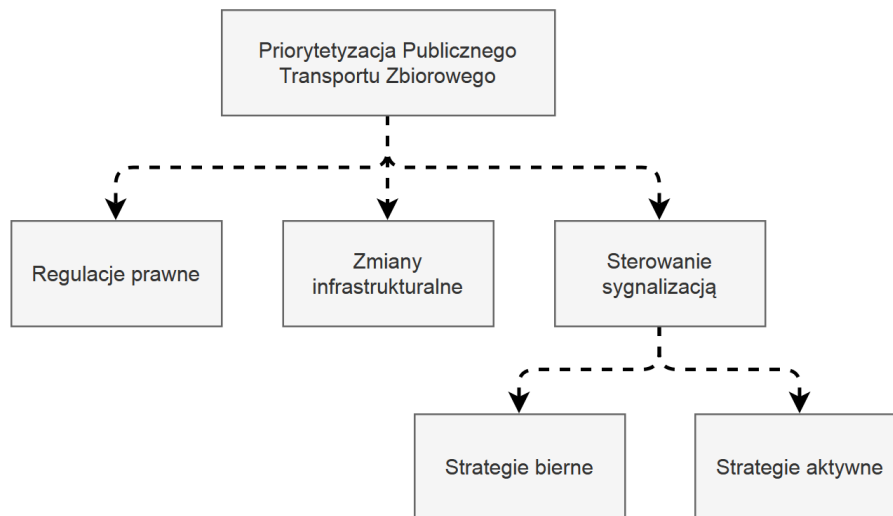 Priorytetyzacja Publicznego
Transportu Zbiorowego
Regulacje prawne
Zmiany
infrastrukturalne
Sterowanie
sygnalizacją
Strategie bierne
Strategie aktywne